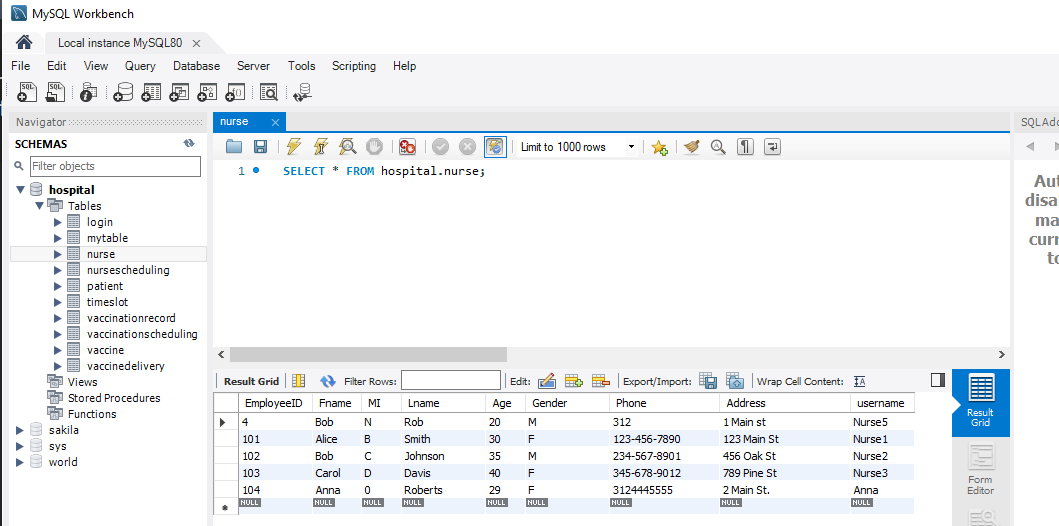 MySQL Workbench
Local instance MySQL80
File Edit View Query Database Server Tools Scripting Help
Navigator
SCHEMAS
Filter objects
hospital
Tables
login
mytable
nurse
nursescheduling
patient
timeslot
vaccinationrecord
vaccinationscheduling
vaccine
vaccinedelivery
Views
Stored Procedures
Functions
sakila
sys
world
nurse
Limit to 1000 rows
1 SELECT * FROM hospital.nurse;
Result Grid Filter Rows: Edit: Export/Import: Wrap Cell Content:
EmployeeID Fname MI Lname Age Gender Phone Address username
4 Bob N Rob 20 M 312 1 Main st Nurse5
101 Alice B Smith 30 F 123-456-7890 123 Main St Nurse1
102 Bob C Johnson 35 M 234-567-8901 456 Oak St Nurse2
103 Carol D Davis 40 F 345-678-9012 789 Pine St Nurse3
104 Anna 0 Roberts 29 F 3124445555 2 Main St. Anna
NULL NULL NULL NULL NULL NULL NULL NULL NULL
Result
Grid
Form
Editor
SQL Add
Aut
disa
ma
curr
to